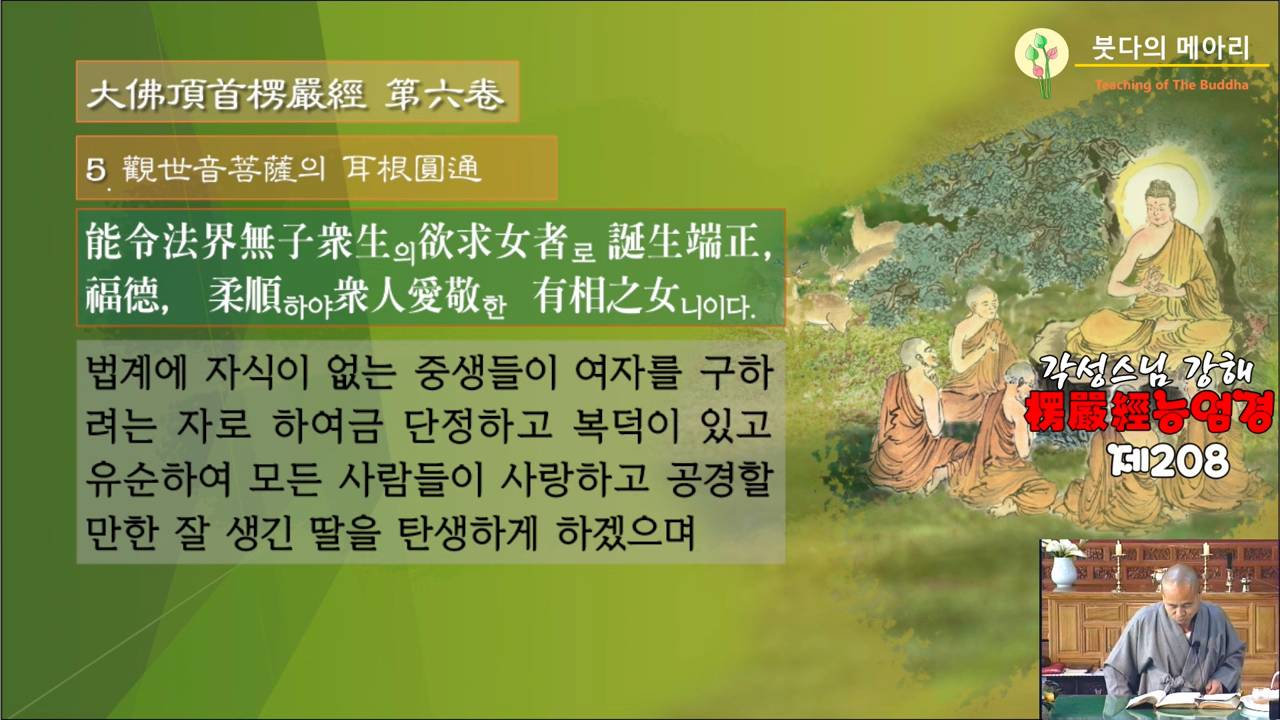 大佛頂首楞嚴經 第六卷
5. 觀世音菩薩의 耳根圓通
能令法界無子衆生의欲求女者로 誕生端正,
福德, 柔順하야衆人愛敬한 有相之女니이다.
법계에 자식이 없는 중생들이 여자를 구하
려는 자로 하여금 단정하고 복덕이 있고
유순하여 모든 사람들이 사랑하고 공경할
만한 잘 생긴 딸을 탄생하게 하겠으며
붓다의 메아리
Teaching of The Buddha
각성스님 강해
楞嚴經능엄경
제208